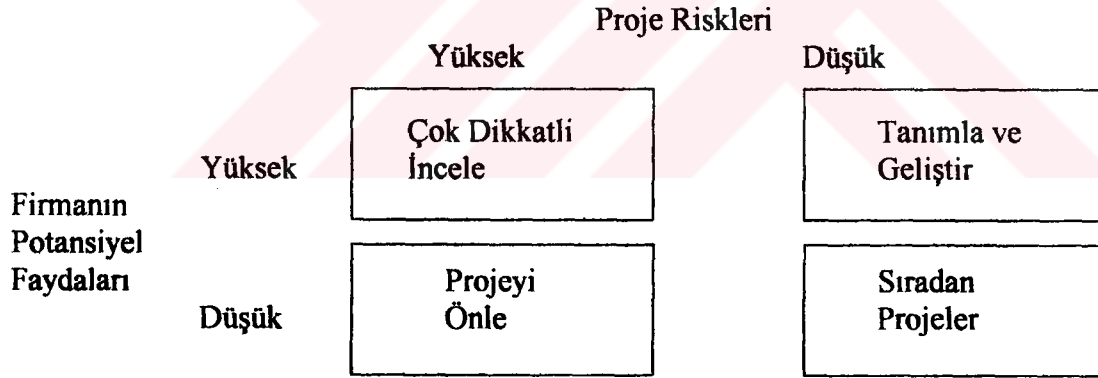 Proje Riskleri
Yüksek Düşük
Çok Dikkatli
İncele
Tanımla ve
Geliştir
Yüksek
Firmanın
Potansiyel
Faydaları
Projeyi
Önle
Sıradan
Projeler
Düşük